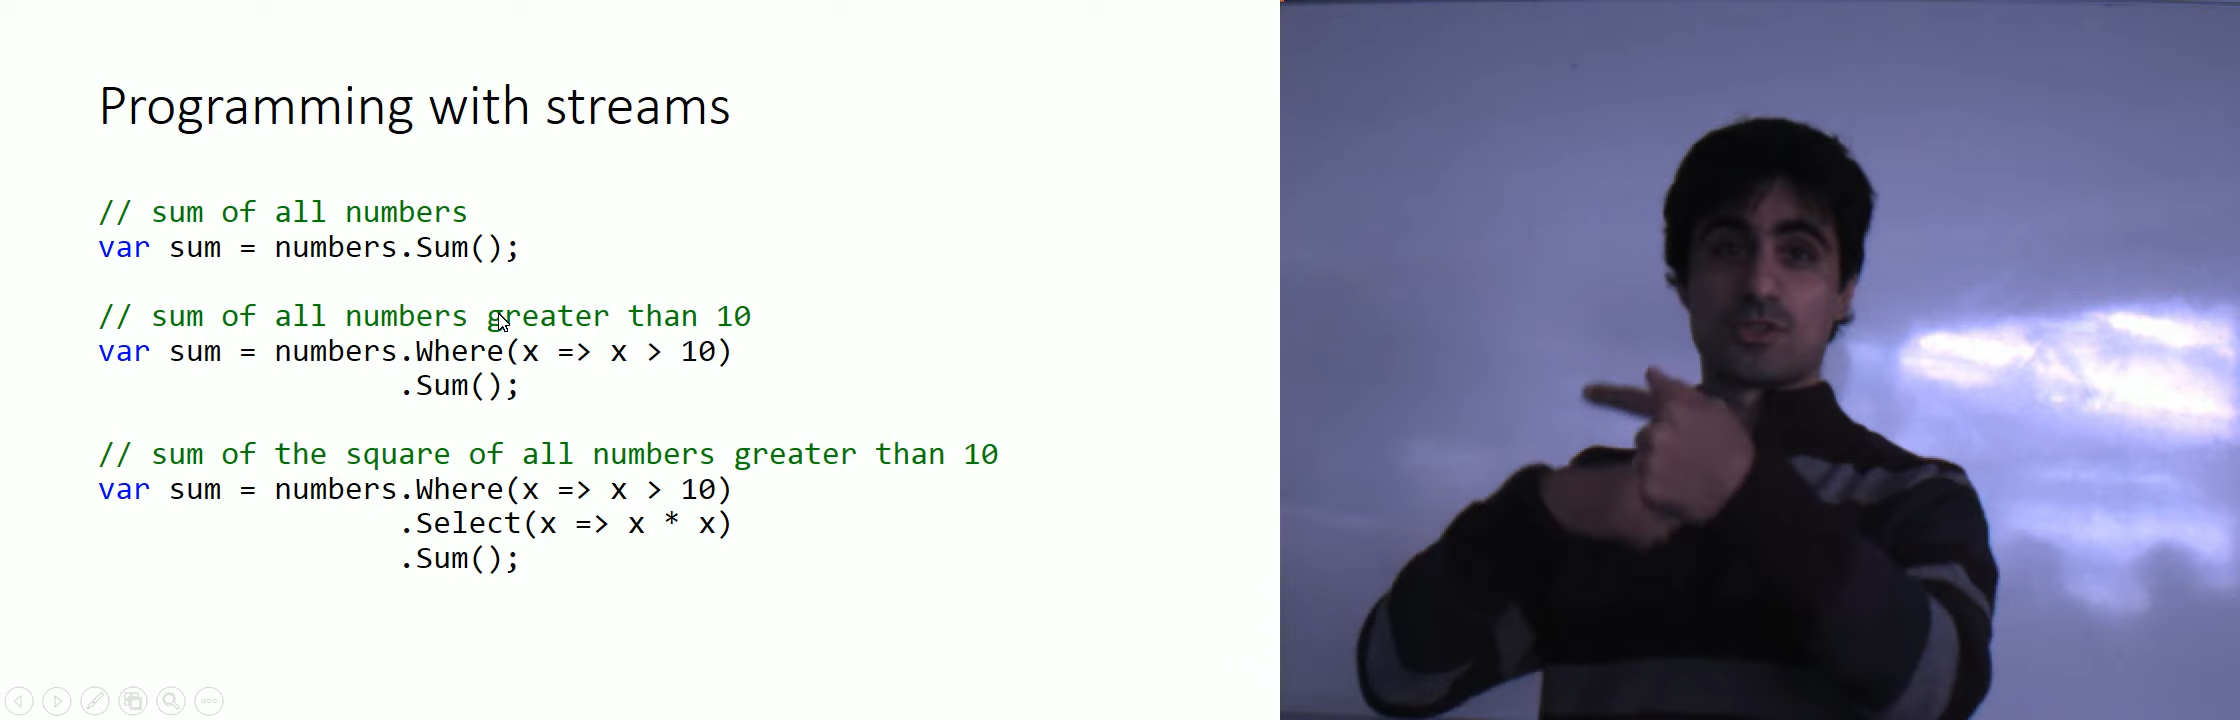 Programming with streams
// sum of all numbers
var sum = numbers.Sum();
// sum of all numbers greater than 10
var sum = numbers.Where(x => x > 10)
.Sum();
// sum of the square of all numbers greater than 10
var sum = numbers.Where(x => x > 10)
.Select(x => x * x)
.Sum();